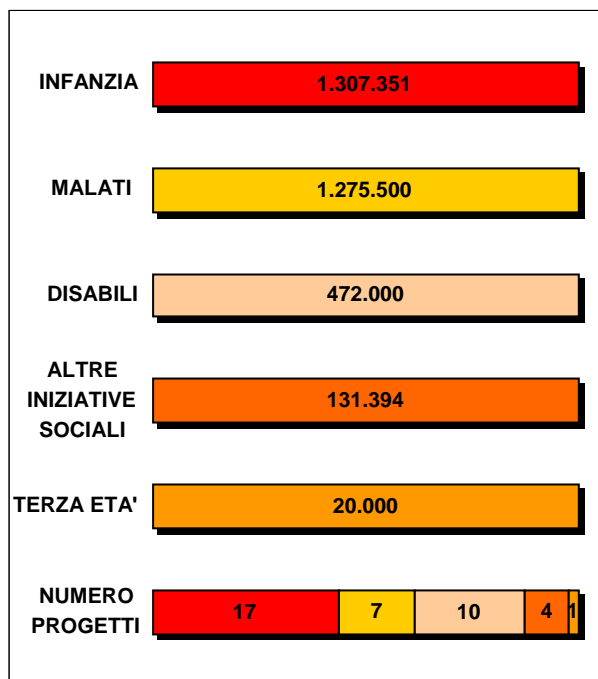 INFANZIA 1.307.351
MALATI 1.275.500
DISABILI 472.000
ALTRE
INIZIATIVE 131.394
SOCIALI
TERZA ETA' 20.000
NUMERO
PROGETTI 17 7 10 4 1